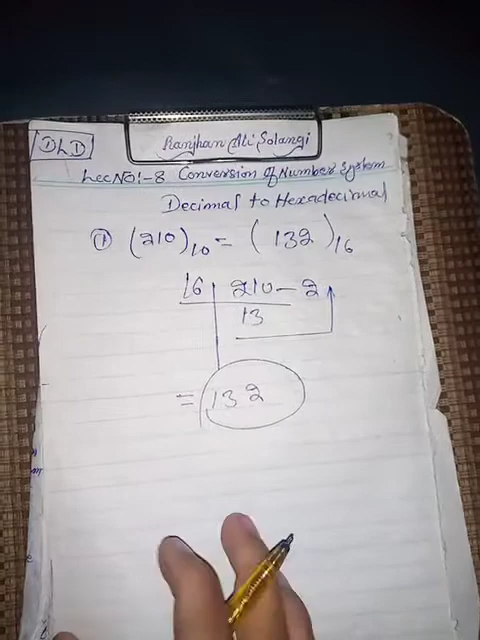 DLD
Ranjhan Ali Solangi
Lec NO:-8 Conversion of Number System
Decimal to Hexadecimal
① (210)₁₀ = (132)₁₆
16 | 210 - 2
13
= 132